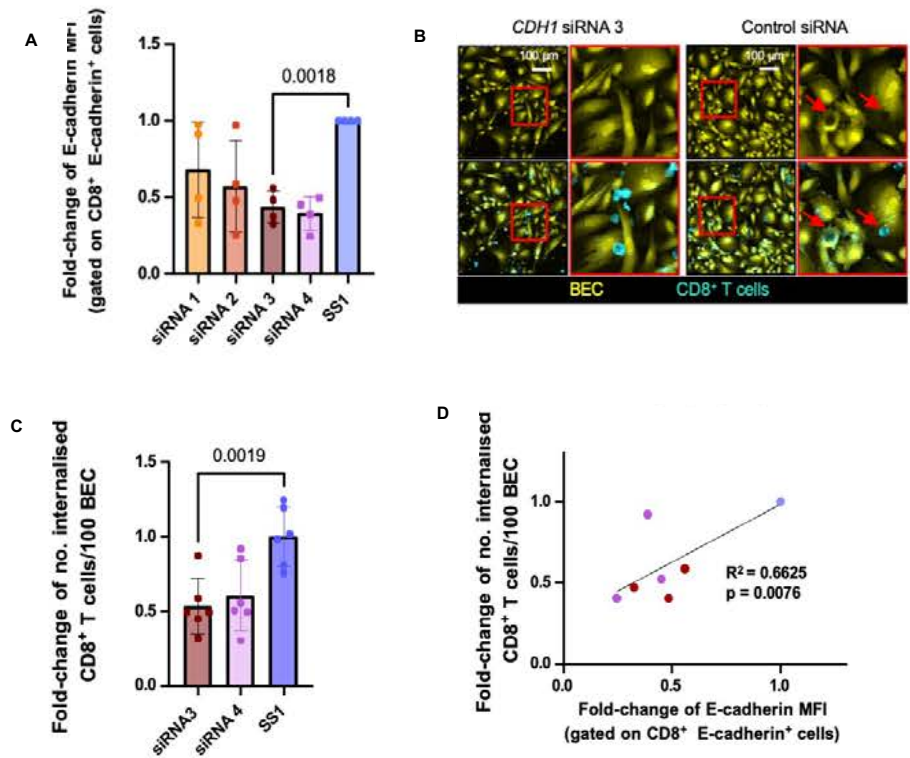 A
Fold-change of E-cadherin MFI
(gated on CD8⁺ E-cadherin⁺ cells)
1.5
1.0
0.5
0.0
0.0018
siRNA 1
siRNA 2
siRNA 3
siRNA 4
SS1
B
CDH1 siRNA 3
Control siRNA
100 μm
100 μm
BEC
CD8⁺ T cells
C
Fold-change of no. internalised
CD8⁺ T cells/100 BEC
1.5
1.0
0.5
0.0
0.0019
siRNA3
siRNA 4
SS1
D
Fold-change of no. internalised
CD8⁺ T cells/100 BEC
1.0
0.5
0.0
R² = 0.6625
p = 0.0076
0.0
0.5
1.0
Fold-change of E-cadherin MFI
(gated on CD8⁺ E-cadherin⁺ cells)